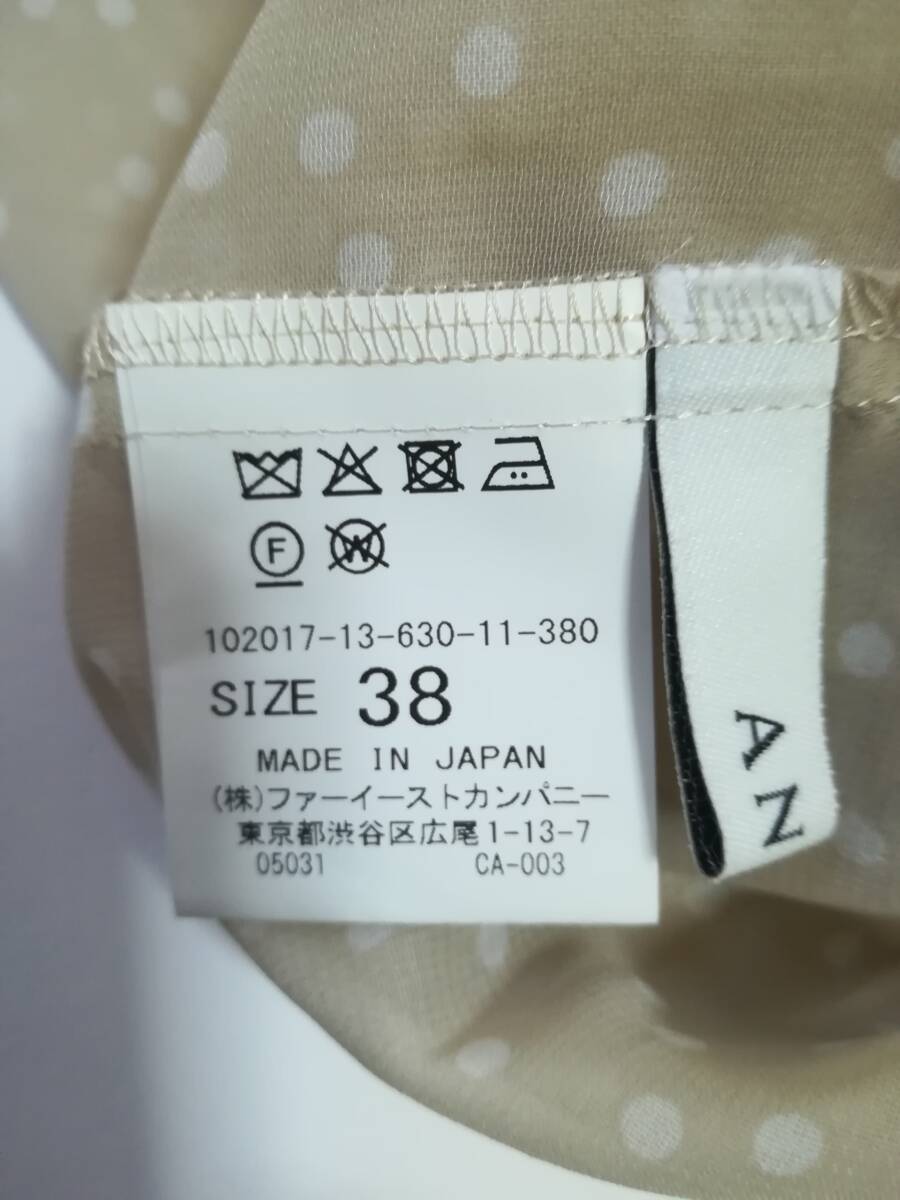 F W
102017-13-630-11-380
SIZE 38
MADE IN JAPAN
(株)ファーイーストカンパニー
東京都渋谷区広尾1-13-7
05031 CA-003
AN